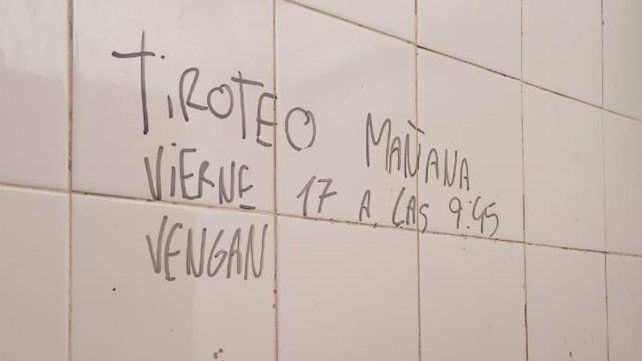 TiROTEO MAÑANA
ViERNE 17 A LAS 9:45
VENGAN